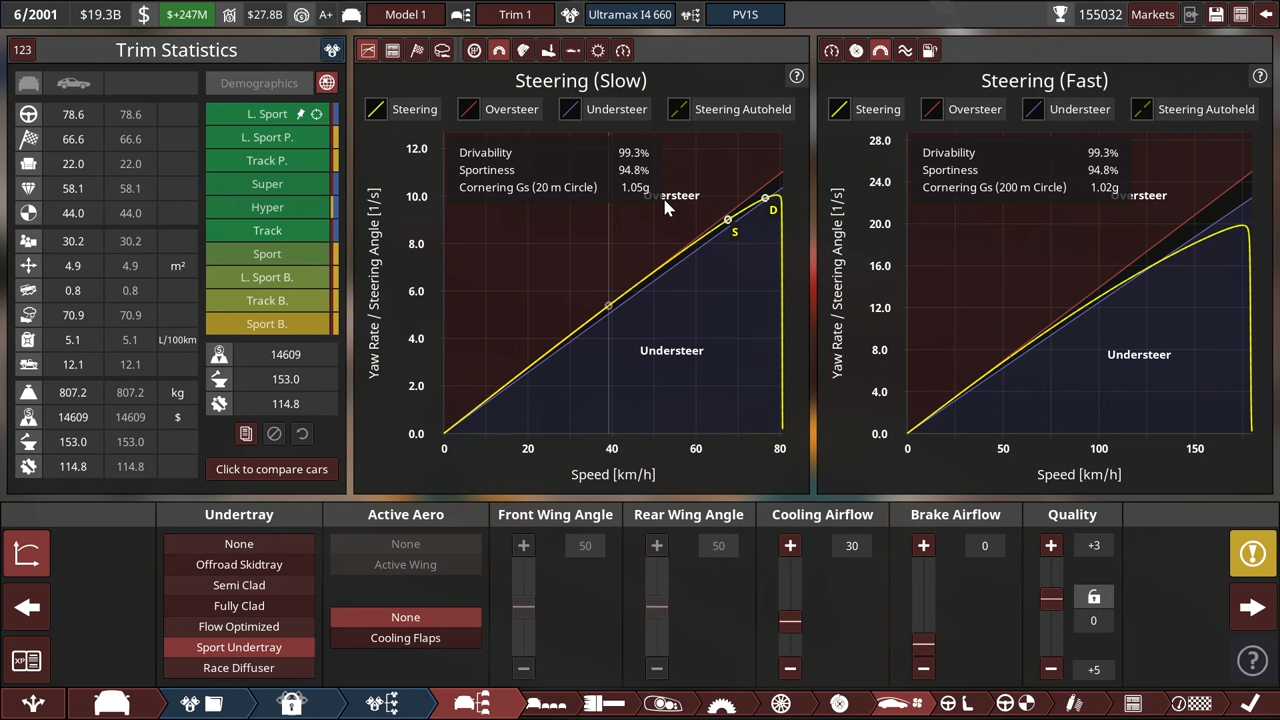 6/2001 $ $19.3B $+247M $27.8B A+ Model 1 Trim 1 Ultramax I4 660 PV1S 155032 Markets
123 Trim Statistics
78.6 78.6
66.6 66.6
22.0 22.0
58.1 58.1
44.0 44.0
30.2 30.2
4.9 4.9 m²
0.8 0.8
70.9 70.9
5.1 5.1 L/100km
12.1 12.1
807.2 807.2 kg
14609 14609 $
153.0 153.0
114.8 114.8
Demographics
L. Sport
L. Sport P.
Track P.
Super
Hyper
Track
Sport
L. Sport B.
Track B.
Sport B.
14609
153.0
114.8
Click to compare cars
Steering (Slow) ?
Steering Oversteer Understeer Steering Autoheld
Drivability 99.3%
Sportiness 94.8%
Cornering Gs (20 m Circle) 1.05g
Oversteer
D
S
Understeer
Yaw Rate / Steering Angle [1/s]
12.0
10.0
8.0
6.0
4.0
2.0
0.0
0 20 40 60 80
Speed [km/h]
Steering (Fast) ?
Steering Oversteer Understeer Steering Autoheld
Drivability 99.3%
Sportiness 94.8%
Cornering Gs (200 m Circle) 1.02g
Oversteer
Understeer
Yaw Rate / Steering Angle [1/s]
28.0
24.0
20.0
16.0
12.0
8.0
4.0
0.0
0 50 100 150
Speed [km/h]
Undertray
None
Offroad Skidtray
Semi Clad
Fully Clad
Flow Optimized
Sport Undertray
Race Diffuser
Active Aero
None
Active Wing
None
Cooling Flaps
Front Wing Angle
+ 50
−
Rear Wing Angle
+ 50
−
Cooling Airflow
+ 30
−
Brake Airflow
+ 0
−
Quality
+ +3
0
− +5
XP
!
?